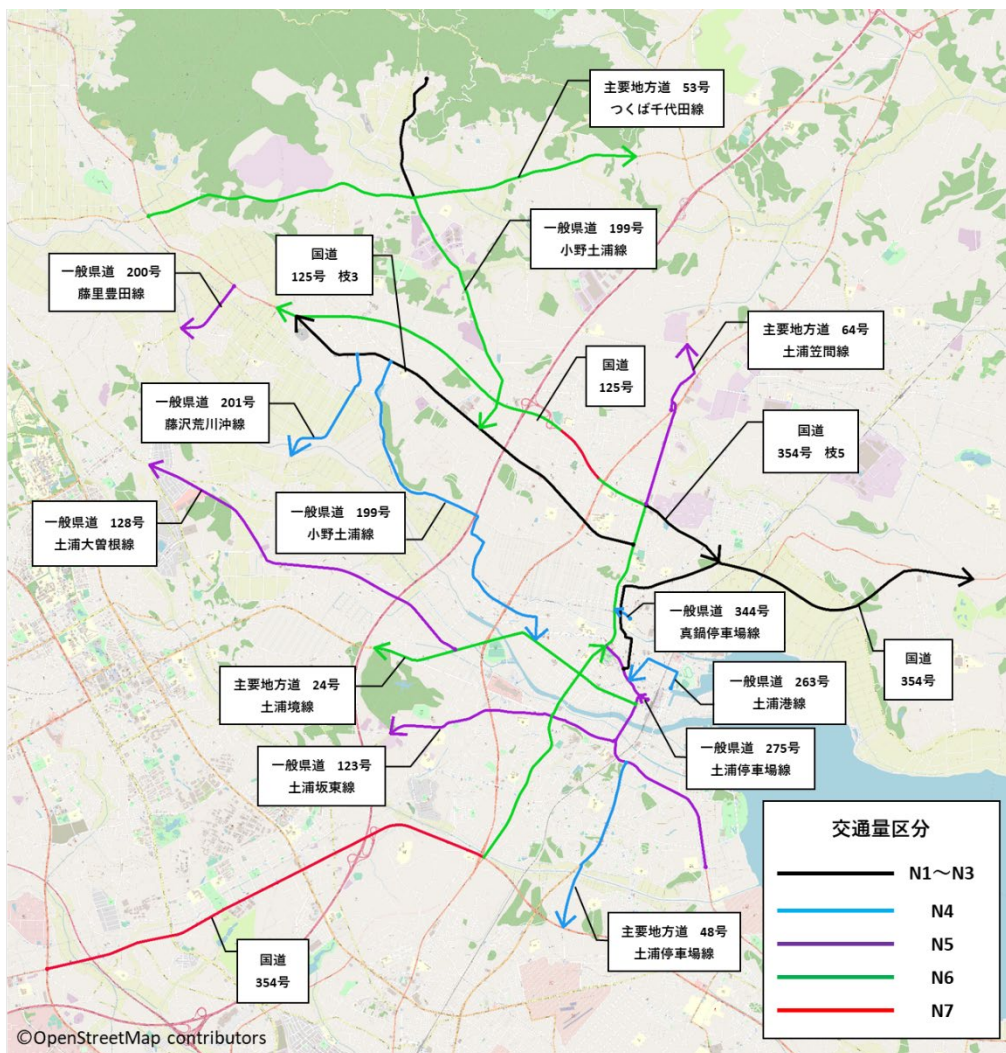 主要地方道 53号
つくば千代田線
一般県道 199号
小野土浦線
国道
125号 枝3
一般県道 200号
藤里豊田線
主要地方道 64号
土浦笠間線
国道
125号
一般県道 201号
藤沢荒川沖線
国道
354号 枝5
一般県道 128号
土浦大曽根線
一般県道 199号
小野土浦線
一般県道 344号
真鍋停車場線
国道
354号
主要地方道 24号
土浦境線
一般県道 263号
土浦港線
一般県道 275号
土浦停車場線
一般県道 123号
土浦坂東線
主要地方道 48号
土浦停車場線
国道
354号
交通量区分
N1～N3
N4
N5
N6
N7
©OpenStreetMap contributors